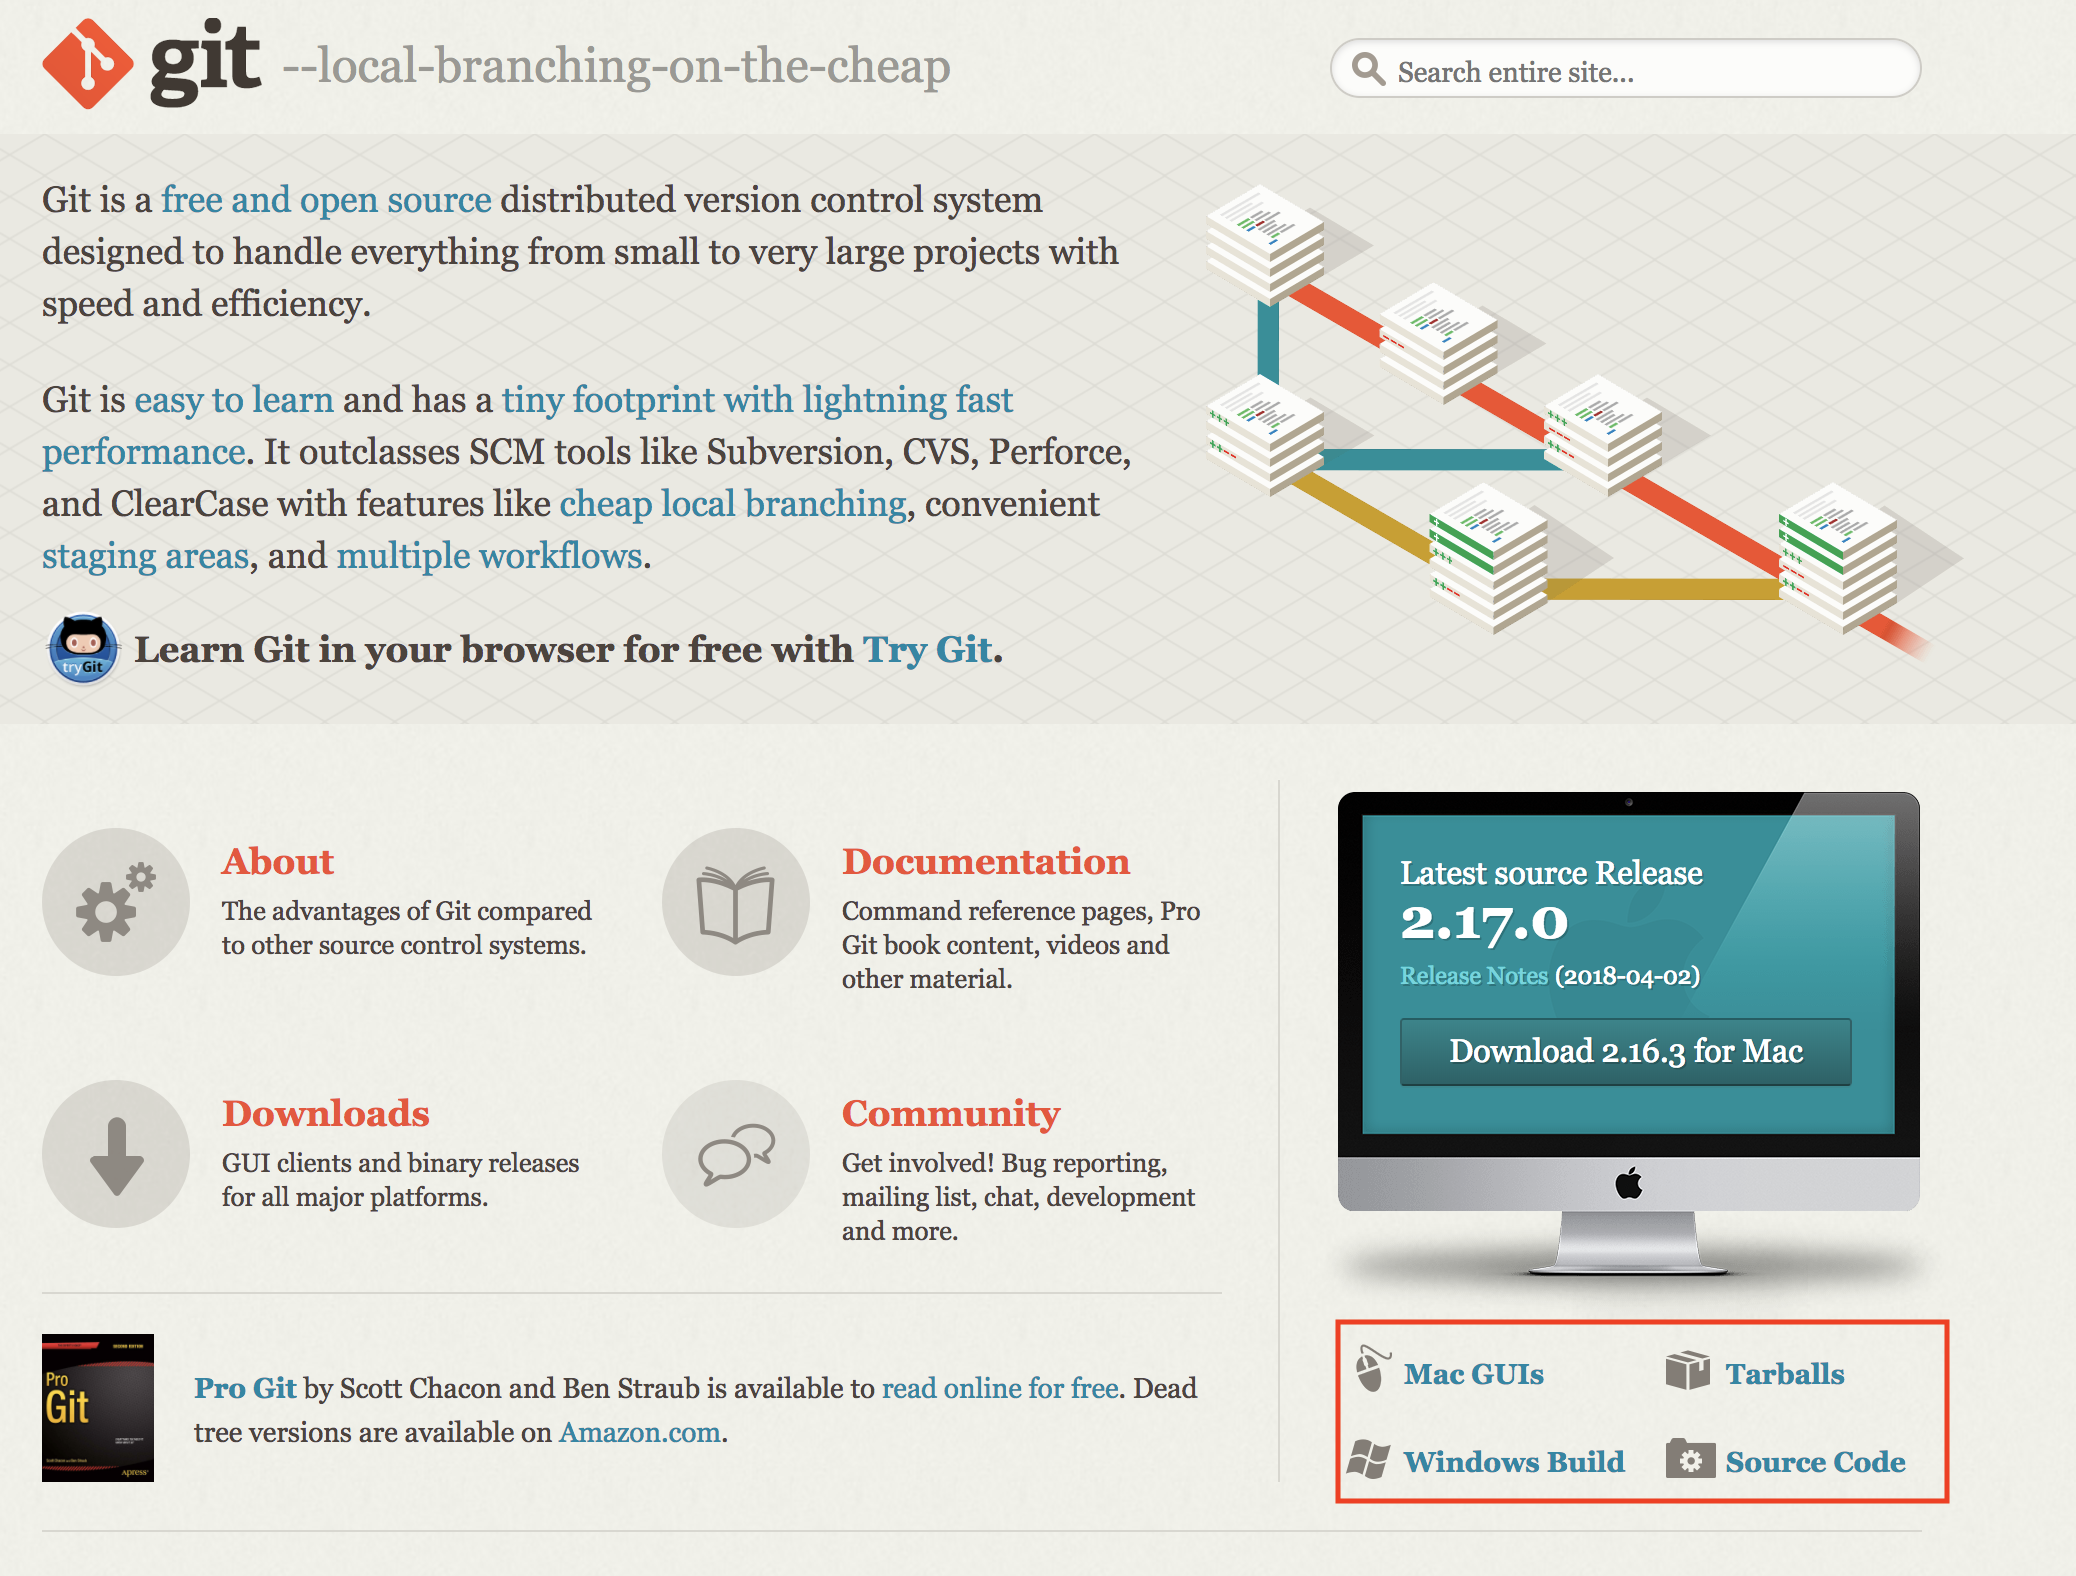 git --local-branching-on-the-cheap
Search entire site...
Git is a free and open source distributed version control system
designed to handle everything from small to very large projects with
speed and efficiency.
Git is easy to learn and has a tiny footprint with lightning fast
performance. It outclasses SCM tools like Subversion, CVS, Perforce,
and ClearCase with features like cheap local branching, convenient
staging areas, and multiple workflows.
tryGit
Learn Git in your browser for free with Try Git.
About
The advantages of Git compared
to other source control systems.
Documentation
Command reference pages, Pro
Git book content, videos and
other material.
Downloads
GUI clients and binary releases
for all major platforms.
Community
Get involved! Bug reporting,
mailing list, chat, development
and more.
Latest source Release
2.17.0
Release Notes (2018-04-02)
Download 2.16.3 for Mac
Pro
Git
Apress
Pro Git by Scott Chacon and Ben Straub is available to read online for free. Dead
tree versions are available on Amazon.com.
Mac GUIs
Tarballs
Windows Build
Source Code